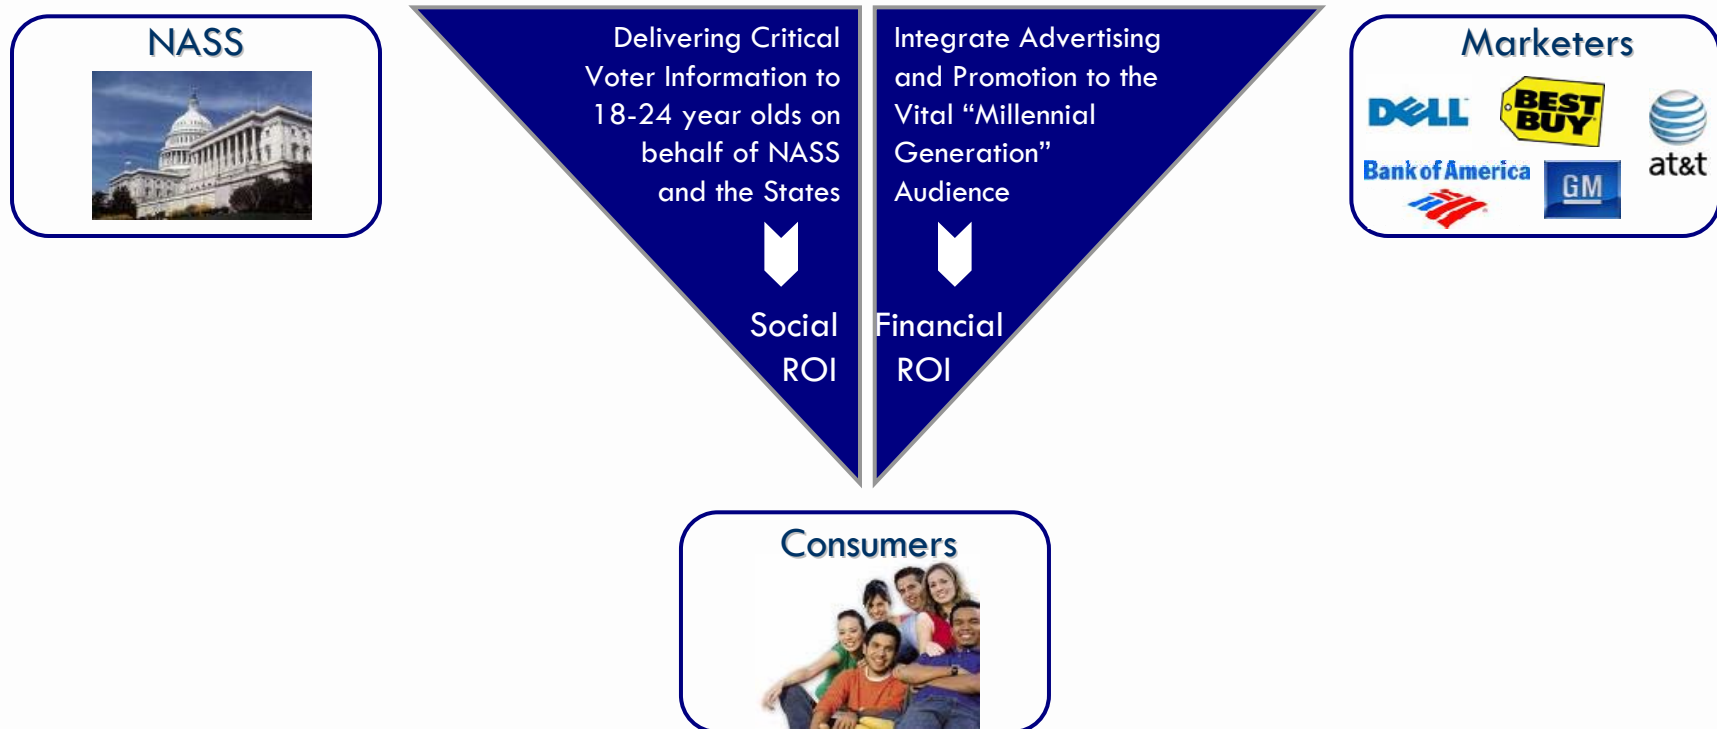 NASS
Delivering Critical
Voter Information to
18-24 year olds on
behalf of NASS
and the States
Social
ROI
Integrate Advertising
and Promotion to the
Vital “Millennial
Generation”
Audience
Financial
ROI
Marketers
DELL
BEST
BUY
at&t
Bank of America
GM
Consumers